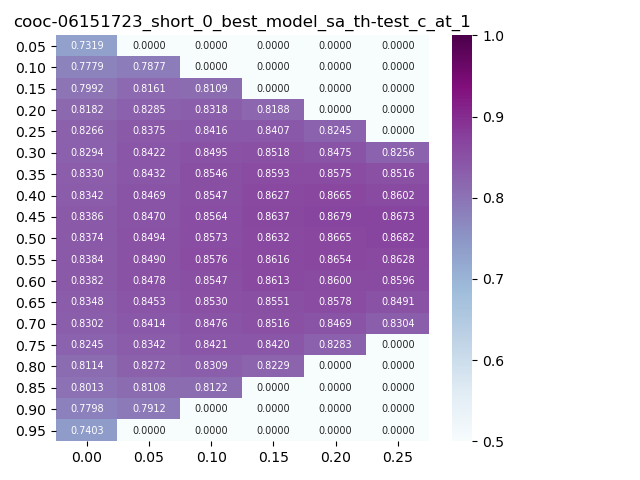 cooc-06151723_short_0_best_model_sa_th-test_c_at_1
0.05 0.7319 0.0000 0.0000 0.0000 0.0000 0.0000
0.10 0.7779 0.7877 0.0000 0.0000 0.0000 0.0000
0.15 0.7992 0.8161 0.8109 0.0000 0.0000 0.0000
0.20 0.8182 0.8285 0.8318 0.8188 0.0000 0.0000
0.25 0.8266 0.8375 0.8416 0.8407 0.8245 0.0000
0.30 0.8294 0.8422 0.8495 0.8518 0.8475 0.8256
0.35 0.8330 0.8432 0.8546 0.8593 0.8575 0.8516
0.40 0.8342 0.8469 0.8547 0.8627 0.8665 0.8602
0.45 0.8386 0.8470 0.8564 0.8637 0.8679 0.8673
0.50 0.8374 0.8494 0.8573 0.8632 0.8665 0.8682
0.55 0.8384 0.8490 0.8576 0.8616 0.8654 0.8628
0.60 0.8382 0.8478 0.8547 0.8613 0.8600 0.8596
0.65 0.8348 0.8453 0.8530 0.8551 0.8578 0.8491
0.70 0.8302 0.8414 0.8476 0.8516 0.8469 0.8304
0.75 0.8245 0.8342 0.8421 0.8420 0.8283 0.0000
0.80 0.8114 0.8272 0.8309 0.8229 0.0000 0.0000
0.85 0.8013 0.8108 0.8122 0.0000 0.0000 0.0000
0.90 0.7798 0.7912 0.0000 0.0000 0.0000 0.0000
0.95 0.7403 0.0000 0.0000 0.0000 0.0000 0.0000
0.00 0.05 0.10 0.15 0.20 0.25
1.0
0.9
0.8
0.7
0.6
0.5